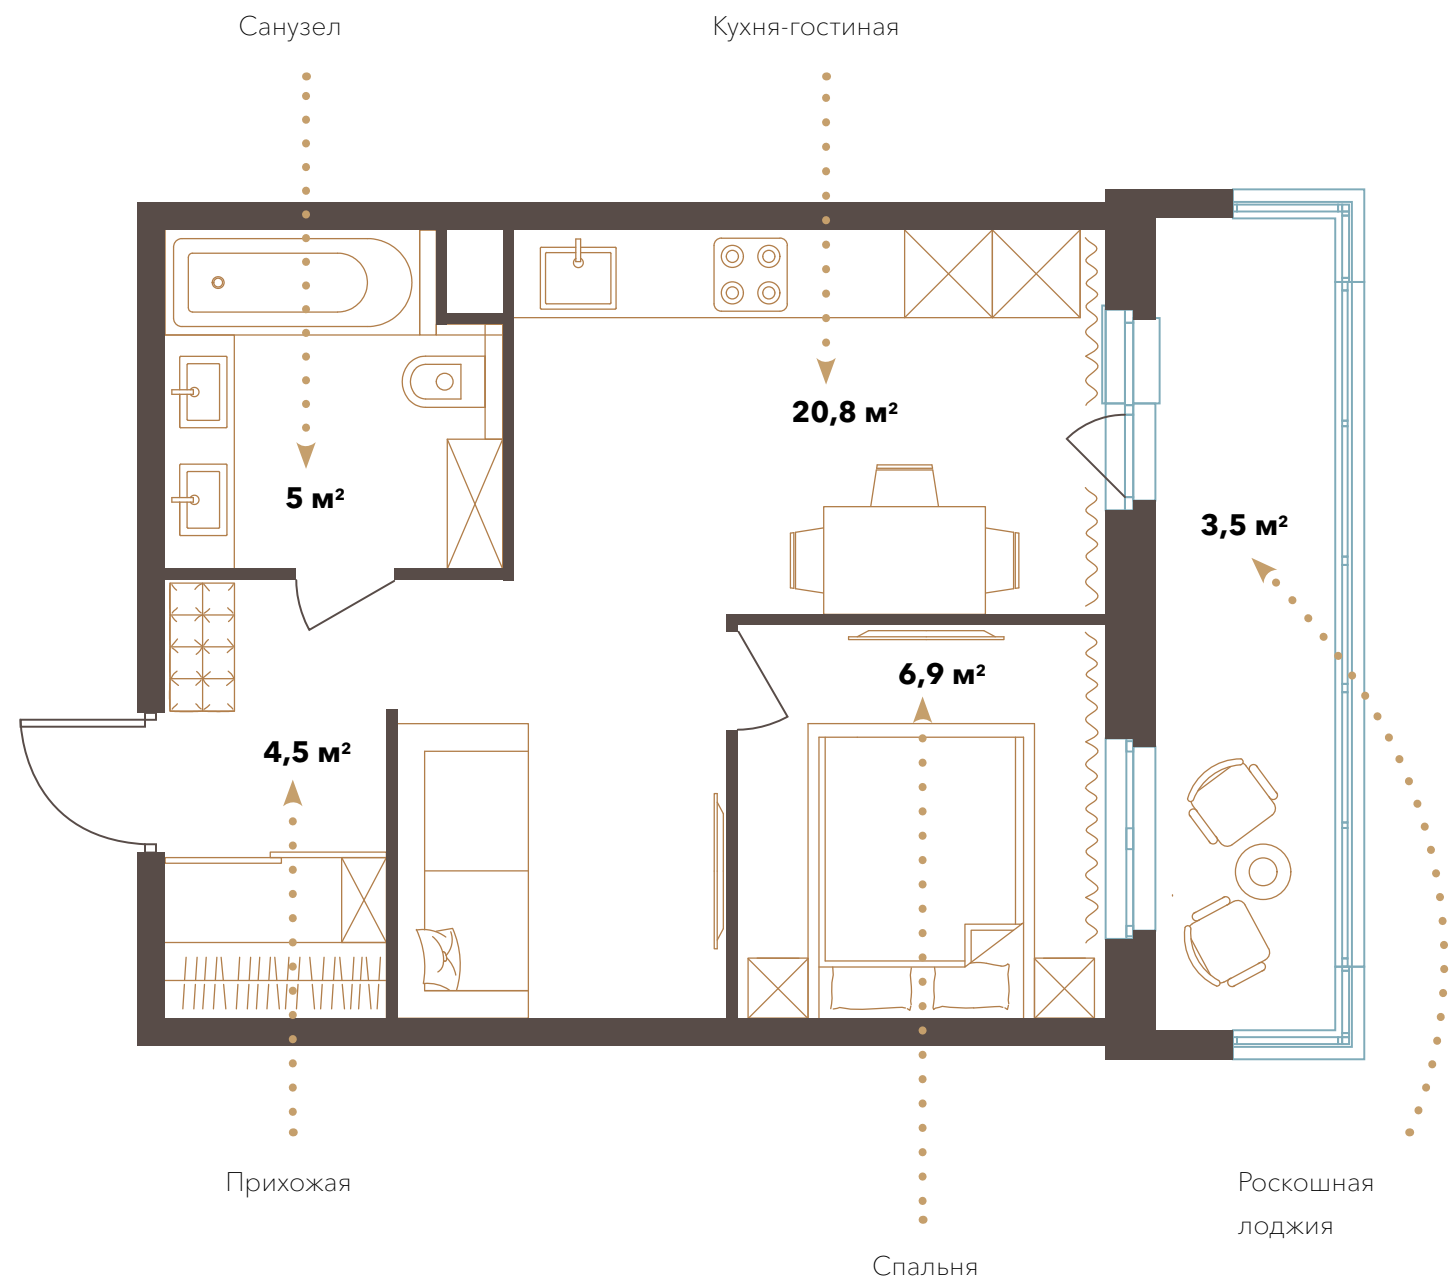 Санузел
Кухня-гостиная
20,8 м²
5 м²
3,5 м²
6,9 м²
4,5 м²
Прихожая
Роскошная
лоджия
Спальня